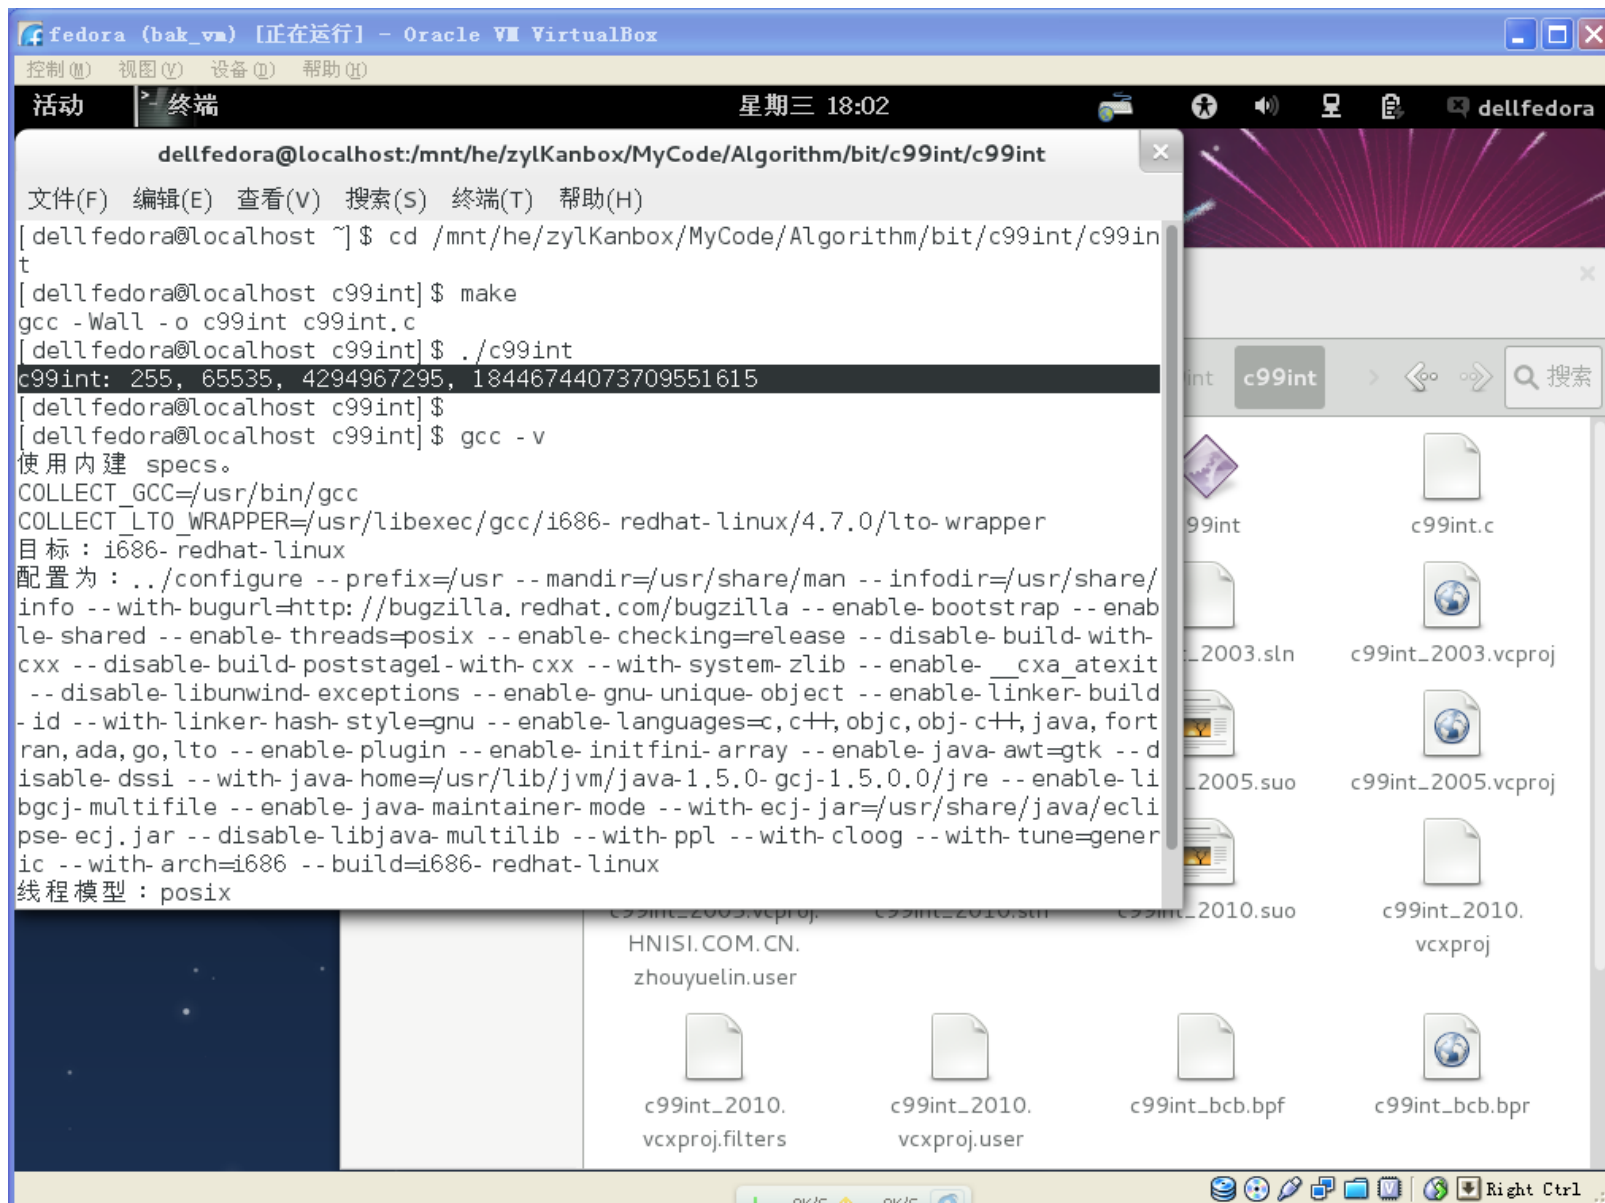 fedora (bak_vm) [正在运行] - Oracle VM VirtualBox
控制(M) 视图(V) 设备(D) 帮助(H)
活动 终端 星期三 18:02 dellfedora
dellfedora@localhost:/mnt/he/zylKanbox/MyCode/Algorithm/bit/c99int/c99int
文件(F) 编辑(E) 查看(V) 搜索(S) 终端(T) 帮助(H)
[dellfedora@localhost ~]$ cd /mnt/he/zylKanbox/MyCode/Algorithm/bit/c99int/c99in
t
[dellfedora@localhost c99int]$ make
gcc -Wall -o c99int c99int.c
[dellfedora@localhost c99int]$ ./c99int
c99int: 255, 65535, 4294967295, 18446744073709551615
[dellfedora@localhost c99int]$
[dellfedora@localhost c99int]$ gcc -v
使用内建 specs。
COLLECT_GCC=/usr/bin/gcc
COLLECT_LTO_WRAPPER=/usr/libexec/gcc/i686-redhat-linux/4.7.0/lto-wrapper
目标：i686-redhat-linux
配置为：../configure --prefix=/usr --mandir=/usr/share/man --infodir=/usr/share/
info --with-bugurl=http://bugzilla.redhat.com/bugzilla --enable-bootstrap --enab
le-shared --enable-threads=posix --enable-checking=release --disable-build-with-
cxx --disable-build-poststage1-with-cxx --with-system-zlib --enable-__cxa_atexit
 --disable-libunwind-exceptions --enable-gnu-unique-object --enable-linker-build
-id --with-linker-hash-style=gnu --enable-languages=c,c++,objc,obj-c++,java,fort
ran,ada,go,lto --enable-plugin --enable-initfini-array --enable-java-awt=gtk --d
isable-dssi --with-java-home=/usr/lib/jvm/java-1.5.0-gcj-1.5.0.0/jre --enable-li
bgcj-multifile --enable-java-maintainer-mode --with-ecj-jar=/usr/share/java/ecli
pse-ecj.jar --disable-libjava-multilib --with-ppl --with-cloog --with-tune=gener
ic --with-arch=i686 --build=i686-redhat-linux
线程模型：posix
int c99int 搜索
99int c99int.c
_2003.sln c99int_2003.vcproj
_2005.suo c99int_2005.vcproj
c99int_2005.vcproj. c99int_2010.sln c99int_2010.suo c99int_2010.
HNISI.COM.CN. vcxproj
zhouyuelin.user
c99int_2010. c99int_2010. c99int_bcb.bpf c99int_bcb.bpr
vcxproj.filters vcxproj.user
Right Ctrl